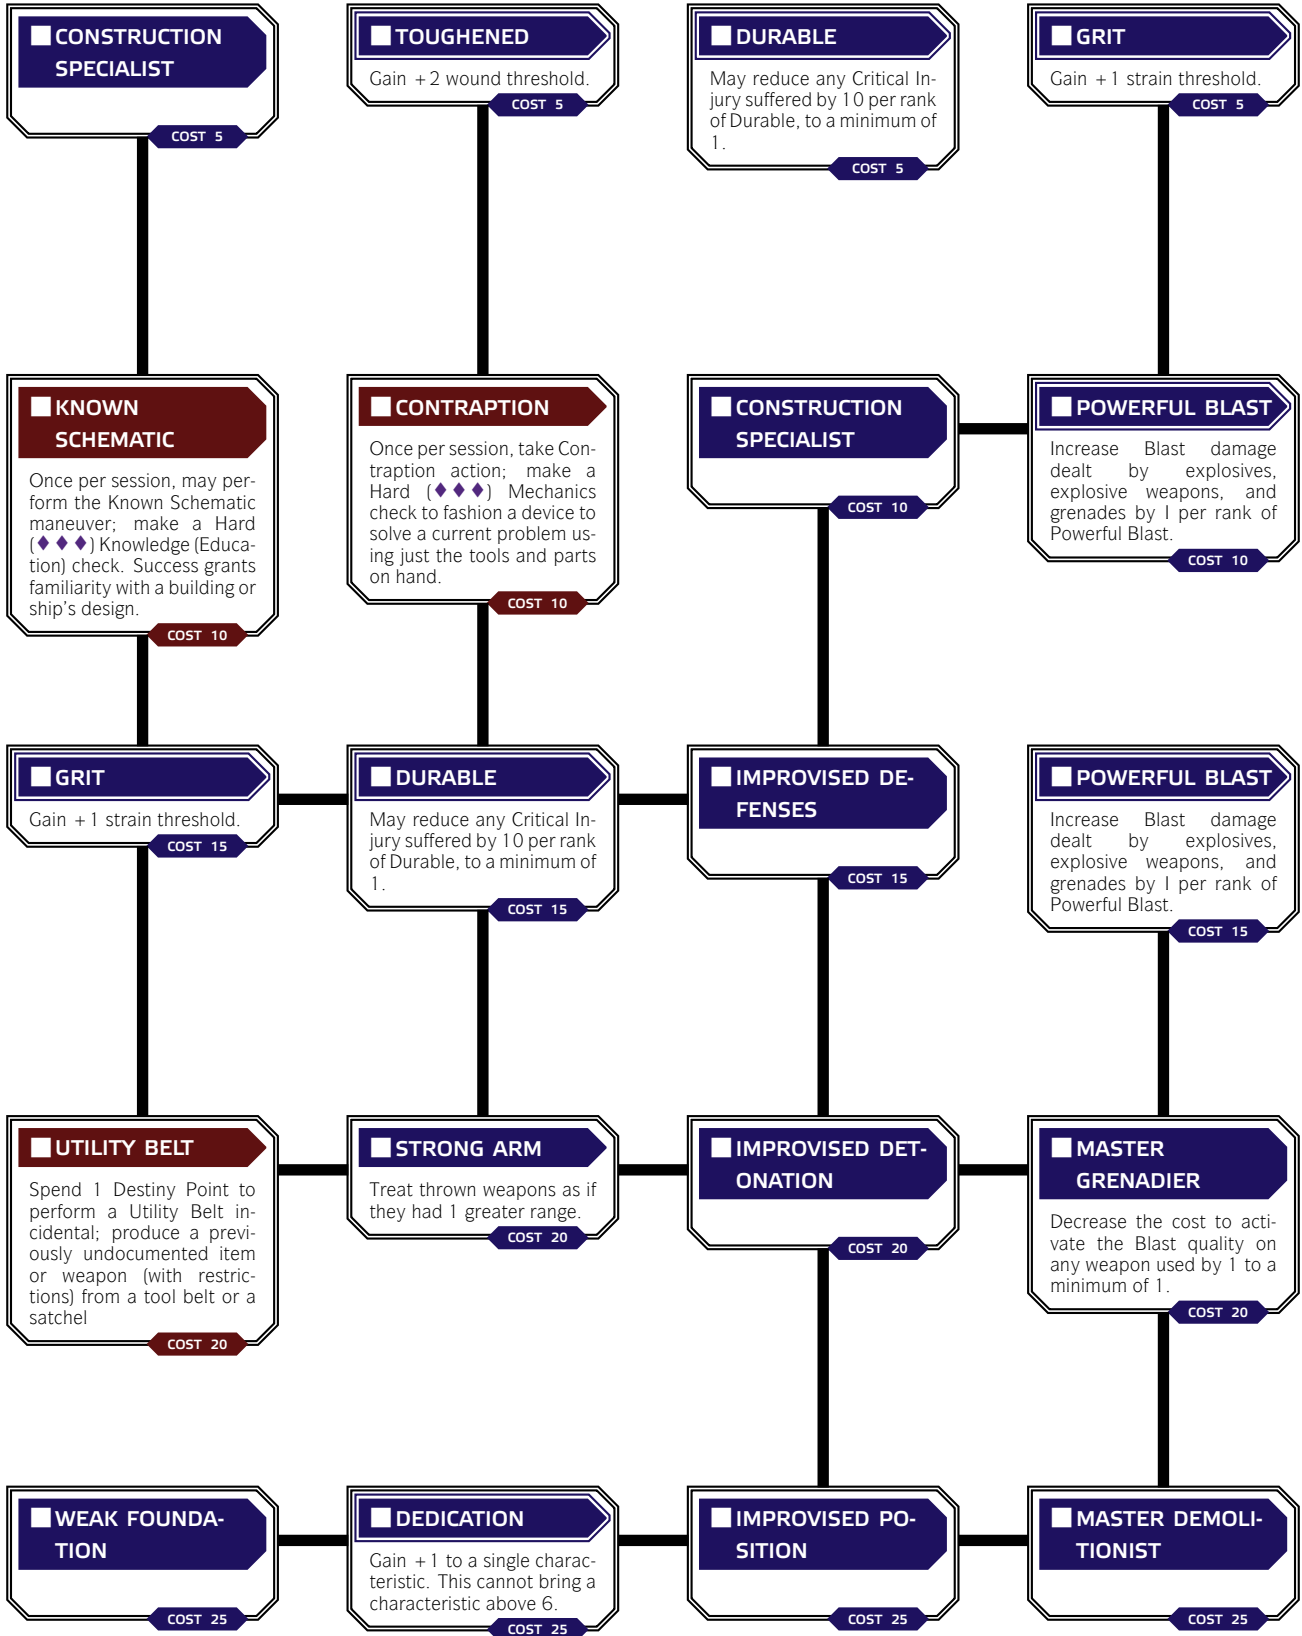 CONSTRUCTION
SPECIALIST
COST 5
TOUGHENED
Gain +2 wound threshold.
COST 5
DURABLE
May reduce any Critical In-
jury suffered by 10 per rank
of Durable, to a minimum of
1.
COST 5
GRIT
Gain +1 strain threshold.
COST 5
KNOWN
SCHEMATIC
Once per session, may per-
form the Known Schematic
maneuver; make a Hard
(♦ ♦ ♦) Knowledge (Educa-
tion) check. Success grants
familiarity with a building or
ship's design.
COST 10
CONTRAPTION
Once per session, take Con-
traption action; make a
Hard (♦ ♦ ♦) Mechanics
check to fashion a device to
solve a current problem us-
ing just the tools and parts
on hand.
COST 10
CONSTRUCTION
SPECIALIST
COST 10
POWERFUL BLAST
Increase Blast damage
dealt by explosives,
explosive weapons, and
grenades by I per rank of
Powerful Blast.
COST 10
GRIT
Gain +1 strain threshold.
COST 15
DURABLE
May reduce any Critical In-
jury suffered by 10 per rank
of Durable, to a minimum of
1.
COST 15
IMPROVISED DE-
FENSES
COST 15
POWERFUL BLAST
Increase Blast damage
dealt by explosives,
explosive weapons, and
grenades by I per rank of
Powerful Blast.
COST 15
UTILITY BELT
Spend 1 Destiny Point to
perform a Utility Belt in-
cidental; produce a previ-
ously undocumented item
or weapon (with restric-
tions) from a tool belt or a
satchel
COST 20
STRONG ARM
Treat thrown weapons as if
they had 1 greater range.
COST 20
IMPROVISED DET-
ONATION
COST 20
MASTER
GRENADIER
Decrease the cost to acti-
vate the Blast quality on
any weapon used by 1 to a
minimum of 1.
COST 20
WEAK FOUNDA-
TION
COST 25
DEDICATION
Gain +1 to a single charac-
teristic. This cannot bring a
characteristic above 6.
COST 25
IMPROVISED PO-
SITION
COST 25
MASTER DEMOLI-
TIONIST
COST 25